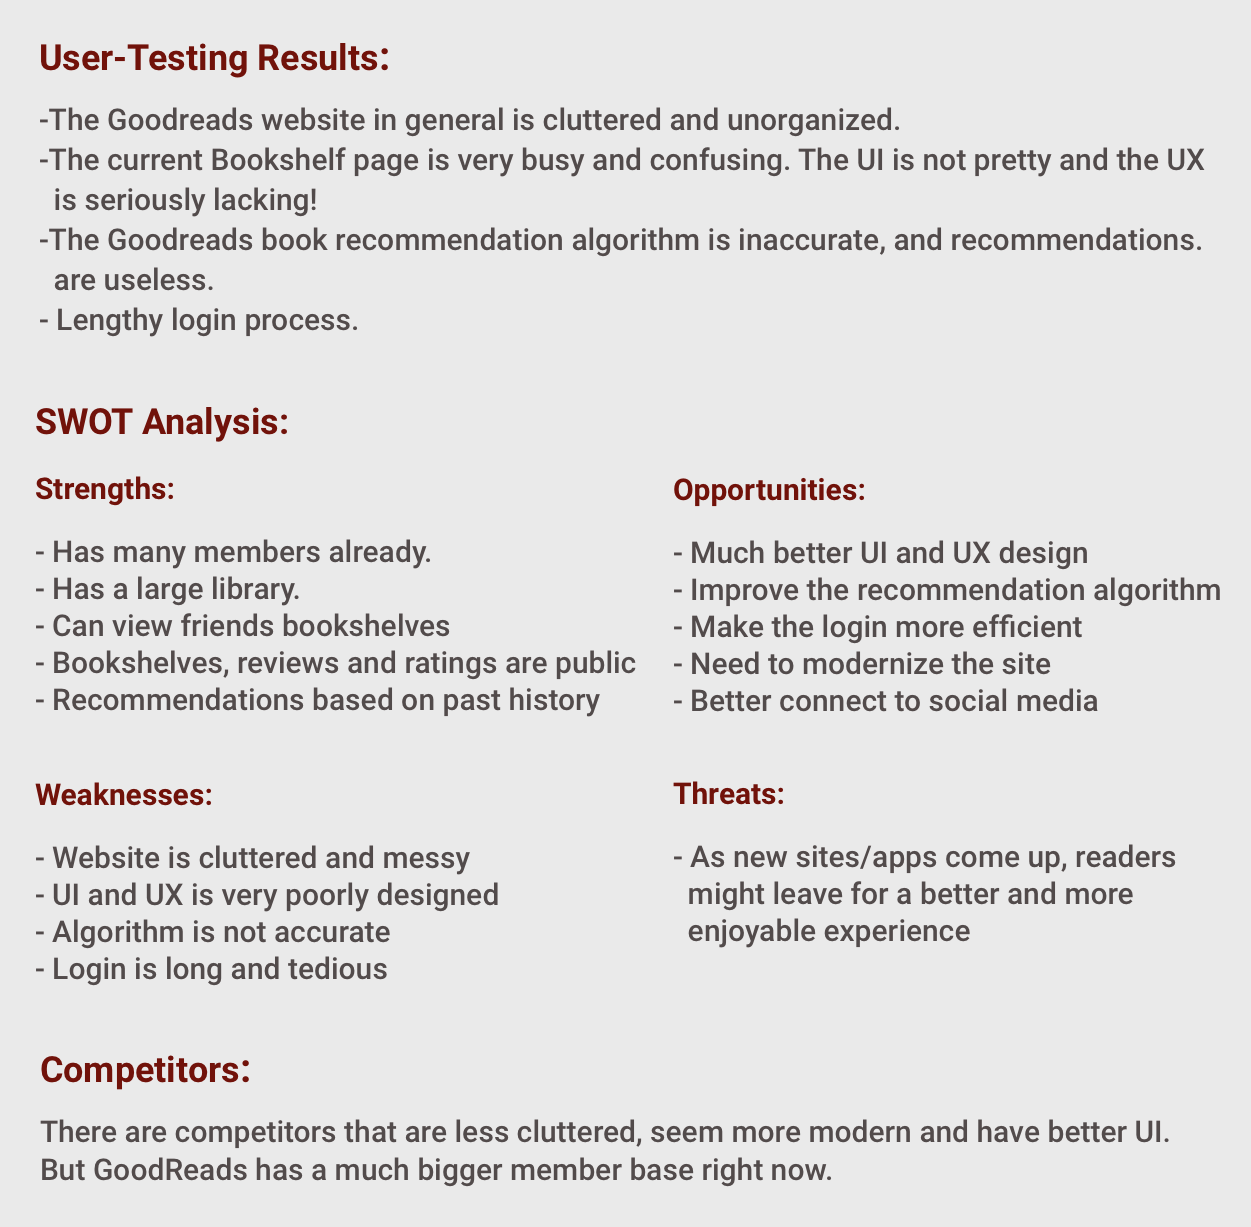 User-Testing Results:
-The Goodreads website in general is cluttered and unorganized.
-The current Bookshelf page is very busy and confusing. The UI is not pretty and the UX
is seriously lacking!
-The Goodreads book recommendation algorithm is inaccurate, and recommendations.
are useless.
- Lengthy login process.
SWOT Analysis:
Strengths:
- Has many members already.
- Has a large library.
- Can view friends bookshelves
- Bookshelves, reviews and ratings are public
- Recommendations based on past history
Opportunities:
- Much better UI and UX design
- Improve the recommendation algorithm
- Make the login more efficient
- Need to modernize the site
- Better connect to social media
Weaknesses:
- Website is cluttered and messy
- UI and UX is very poorly designed
- Algorithm is not accurate
- Login is long and tedious
Threats:
- As new sites/apps come up, readers
might leave for a better and more
enjoyable experience
Competitors:
There are competitors that are less cluttered, seem more modern and have better UI.
But GoodReads has a much bigger member base right now.